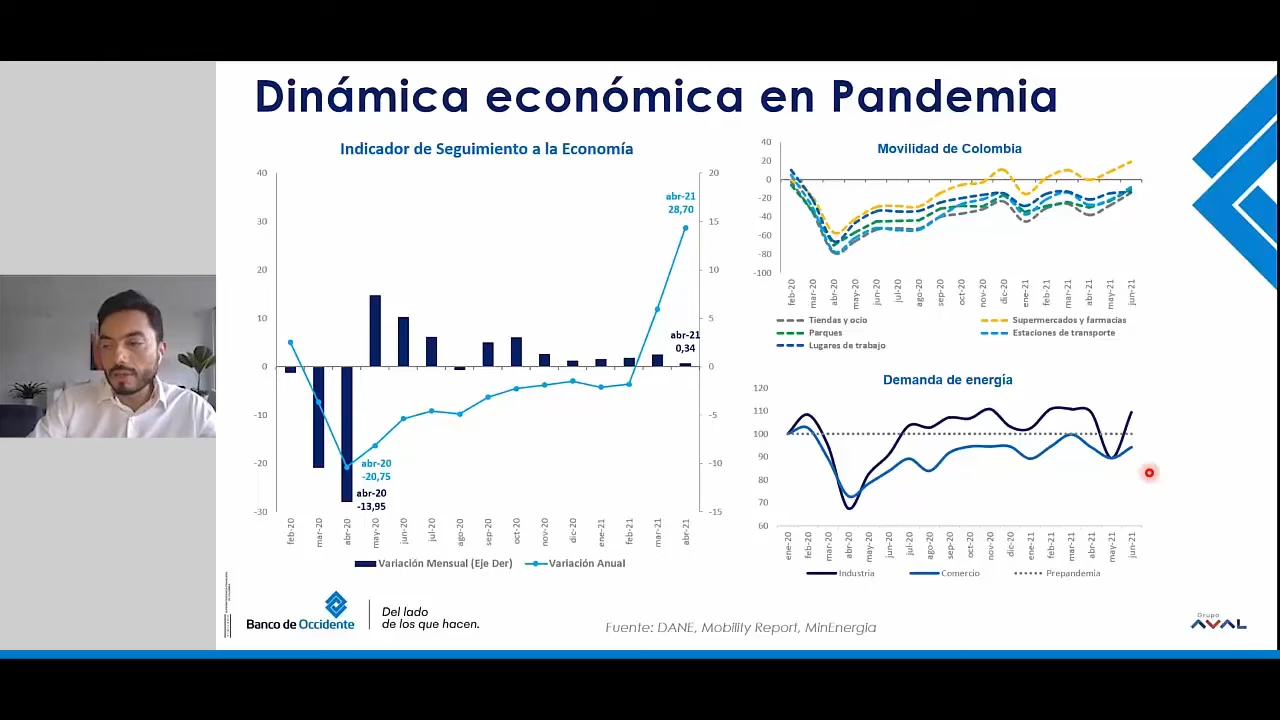 Dinámica económica en Pandemia
Indicador de Seguimiento a la Economía
40
30
20
10
0
-10
-20
-30
20
15
10
5
0
-5
-10
-15
abr-21
28,70
abr-21
0,34
abr-20
-20,75
abr-20
-13,95
feb-20
mar-20
abr-20
may-20
jun-20
jul-20
ago-20
sep-20
oct-20
nov-20
dic-20
ene-21
feb-21
mar-21
abr-21
Variación Mensual (Eje Der)
Variación Anual
Movilidad de Colombia
40
20
0
-20
-40
-60
-80
-100
feb-20
mar-20
abr-20
may-20
jun-20
jul-20
ago-20
sep-20
oct-20
nov-20
dic-20
ene-21
feb-21
mar-21
abr-21
may-21
jun-21
Tiendas y ocio
Supermercados y farmacias
Parques
Estaciones de transporte
Lugares de trabajo
Demanda de energía
120
110
100
90
80
70
60
ene-20
feb-20
mar-20
abr-20
may-20
jun-20
jul-20
ago-20
sep-20
oct-20
nov-20
dic-20
ene-21
feb-21
mar-21
abr-21
may-21
jun-21
Industria
Comercio
Prepandemia
Banco de Occidente
Del lado
de los que hacen.
Fuente: DANE, Mobility Report, MinEnergia
Grupo
AVAL